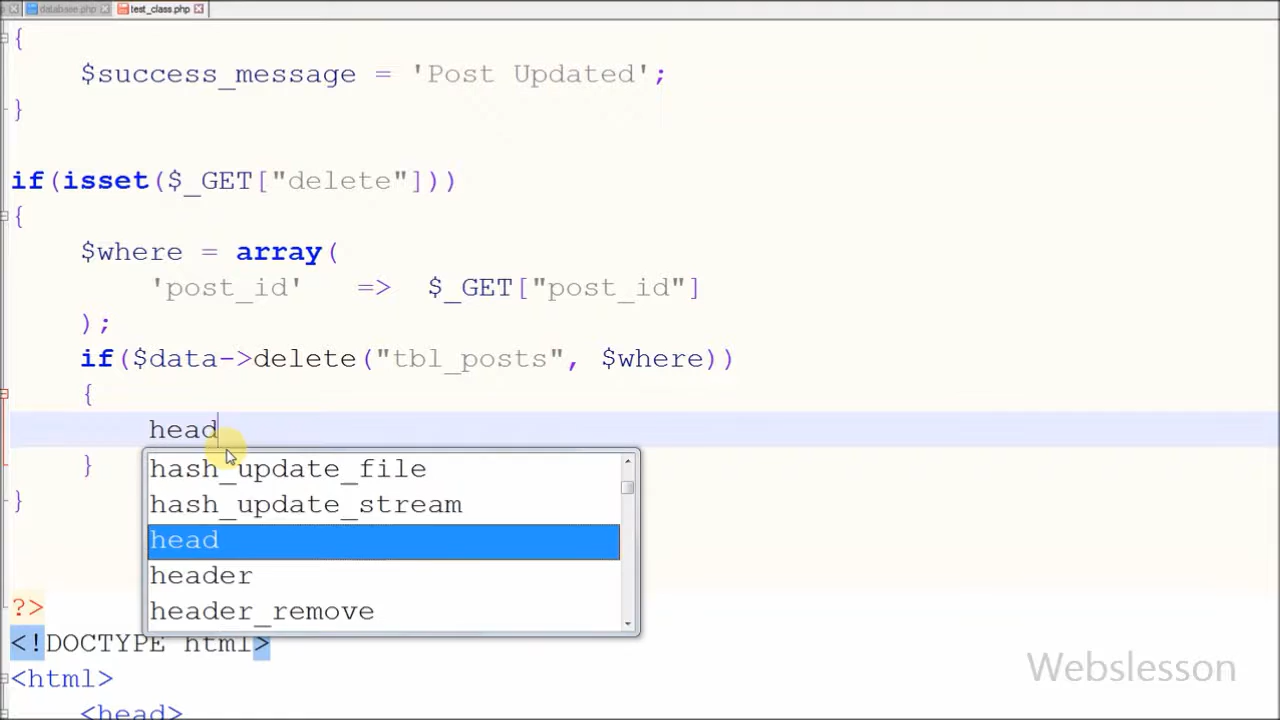 database.php test_class.php
{
$success_message = 'Post Updated';
}
if(isset($_GET["delete"]))
{
$where = array(
'post_id' => $_GET["post_id"]
);
if($data->delete("tbl_posts", $where))
{
head
hash_update_file
hash_update_stream
head
header
header_remove
}
}
?>
<!DOCTYPE html>
<html>
<head>
Webslesson